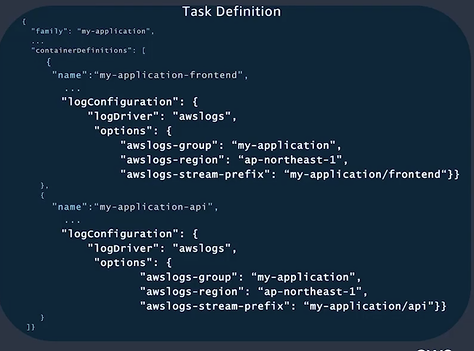 Task Definition
{
"family": "my-application",
...
"containerDefinitions": [
{
"name":"my-application-frontend",
...
"logConfiguration": {
"logDriver": "awslogs",
"options": {
"awslogs-group": "my-application",
"awslogs-region": "ap-northeast-1",
"awslogs-stream-prefix": "my-application/frontend"}}
},
{
"name":"my-application-api",
...
"logConfiguration": {
"logDriver": "awslogs",
"options": {
"awslogs-group": "my-application",
"awslogs-region": "ap-northeast-1",
"awslogs-stream-prefix": "my-application/api"}}
}
]}